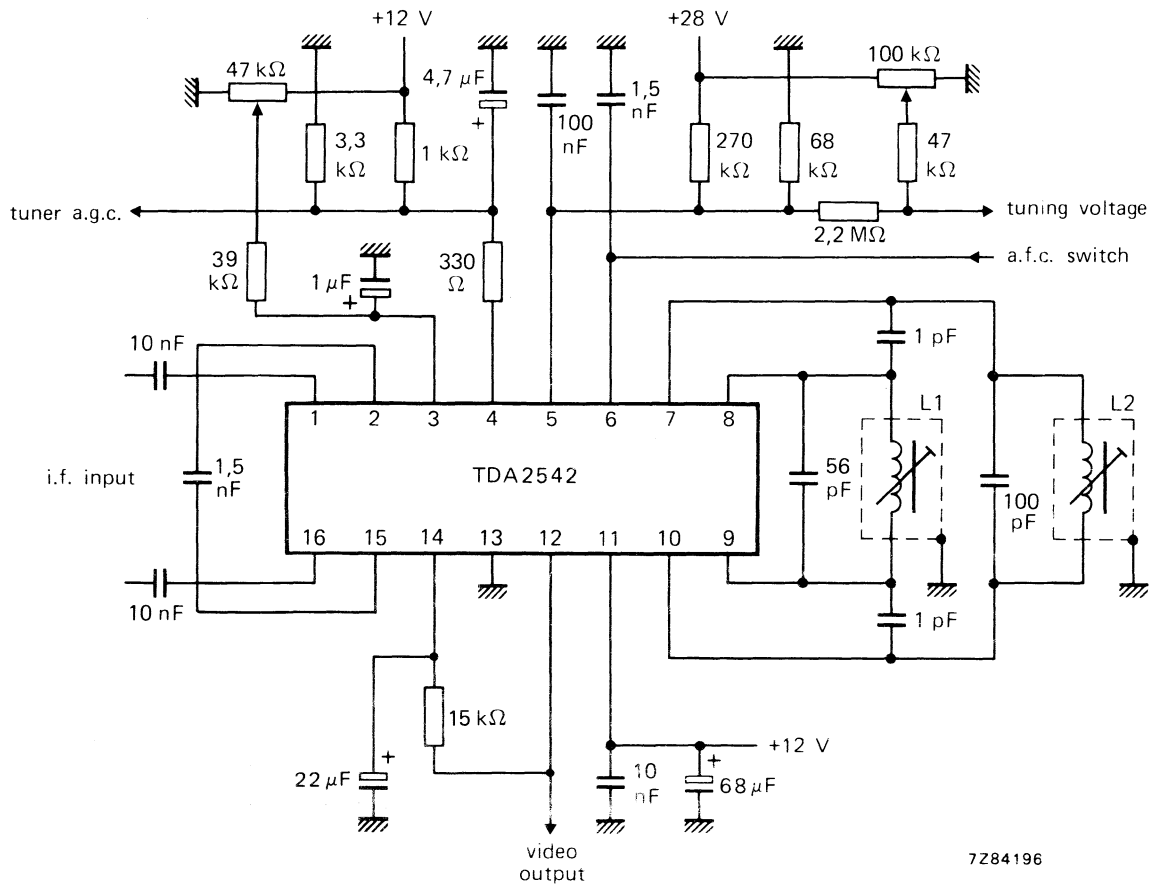 +12 V
+28 V
47 kΩ
4,7 µF
+
100
nF
1,5
nF
100 kΩ
3,3
kΩ
1 kΩ
270
kΩ
68
kΩ
47
kΩ
tuner a.g.c.
tuning voltage
2,2 MΩ
39
kΩ
1 µF
+
330
Ω
a.f.c. switch
10 nF
1 pF
1 2 3 4 5 6 7 8
L1
L2
i.f. input
1,5
nF
TDA2542
56
pF
100
pF
16 15 14 13 12 11 10 9
10 nF
1 pF
15 kΩ
+12 V
22 µF
+
10
nF
+
68 µF
video
output
7Z84196